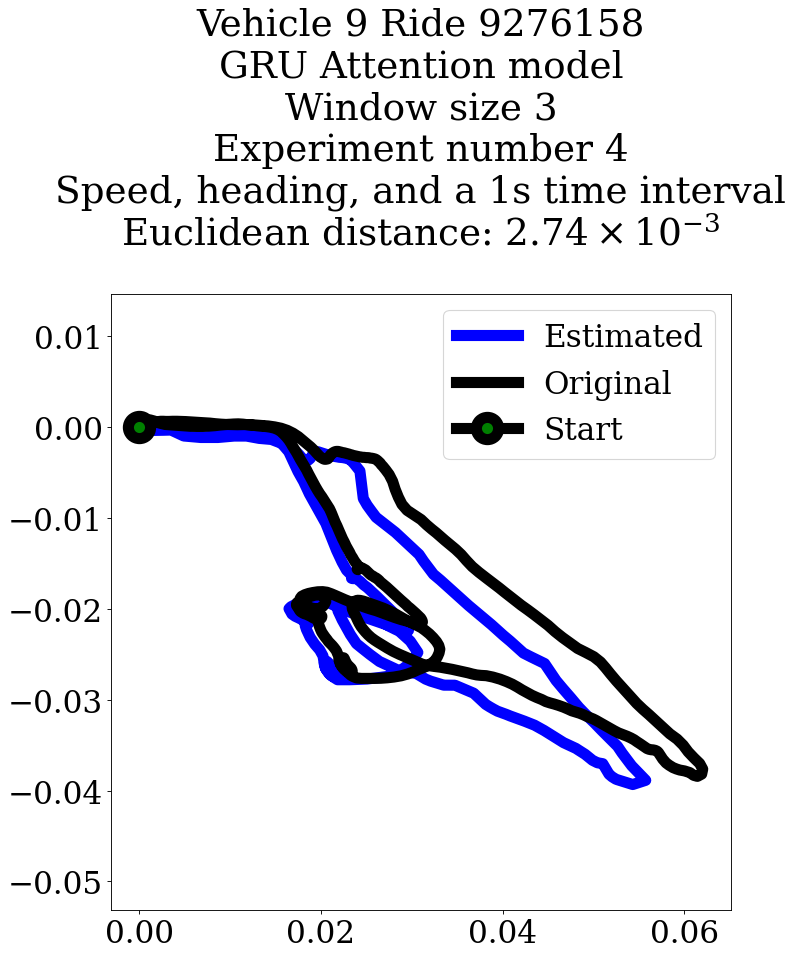 Vehicle 9 Ride 9276158
GRU Attention model
Window size 3
Experiment number 4
Speed, heading, and a 1s time interval
Euclidean distance: 2.74 × 10⁻³
Estimated
Original
Start
0.01
0.00
−0.01
−0.02
−0.03
−0.04
−0.05
0.00 0.02 0.04 0.06